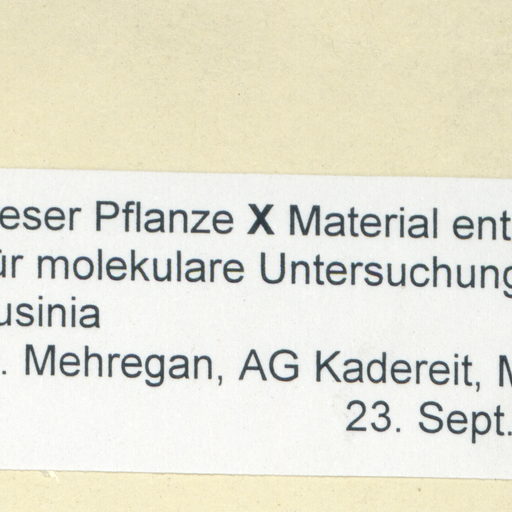 eser Pflanze X Material ent
ür molekulare Untersuchung
usinia
. Mehregan, AG Kadereit, M
23. Sept.